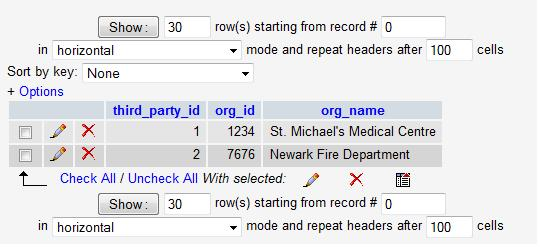 Show : 30 row(s) starting from record # 0
in horizontal mode and repeat headers after 100 cells
Sort by key: None
+ Options
third_party_id org_id org_name
1 1234 St. Michael's Medical Centre
2 7676 Newark Fire Department
Check All / Uncheck All With selected:
Show : 30 row(s) starting from record # 0
in horizontal mode and repeat headers after 100 cells